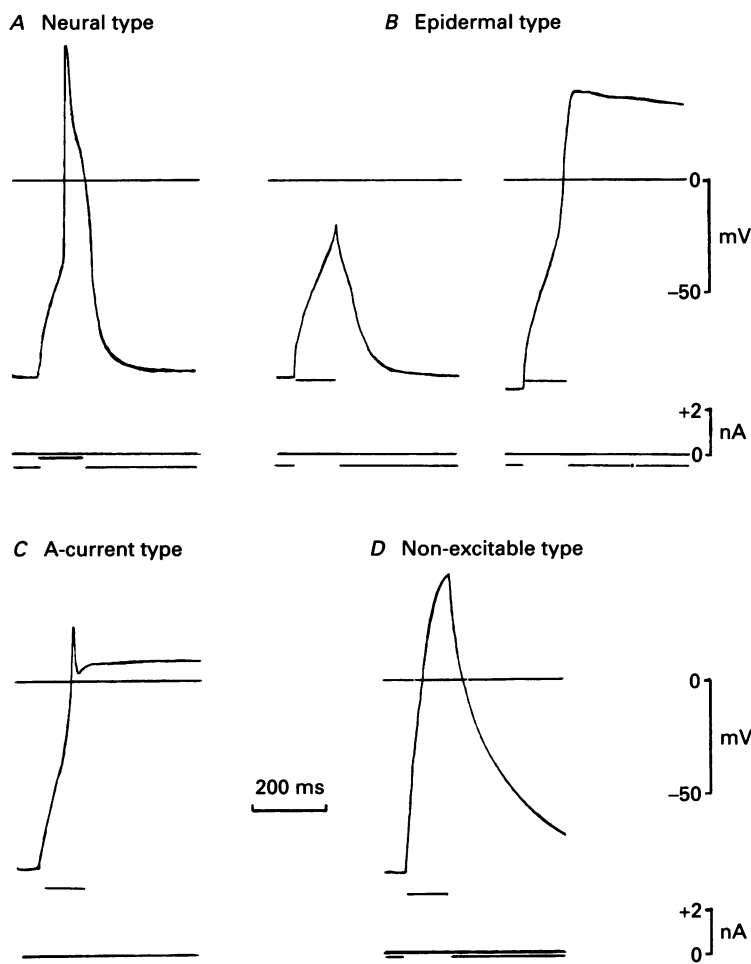 A Neural type
B Epidermal type
0
mV
–50
+2
nA
0
C A-current type
D Non-excitable type
200 ms
0
mV
–50
+2
nA
0